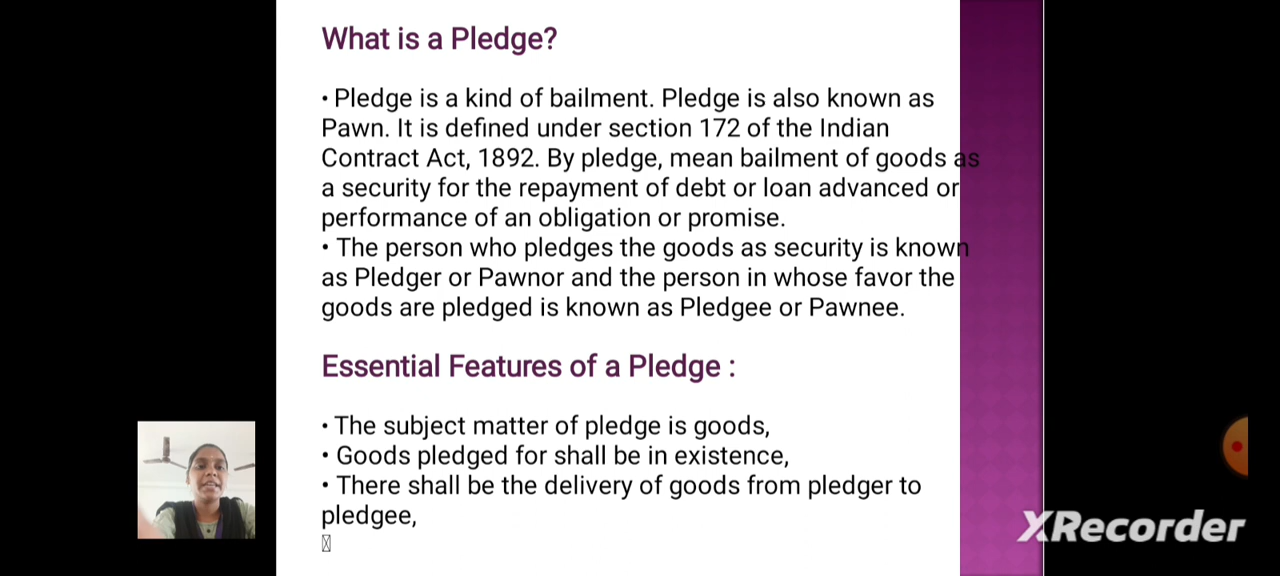 What is a Pledge?
• Pledge is a kind of bailment. Pledge is also known as
Pawn. It is defined under section 172 of the Indian
Contract Act, 1892. By pledge, mean bailment of goods as
a security for the repayment of debt or loan advanced or
performance of an obligation or promise.
• The person who pledges the goods as security is known
as Pledger or Pawnor and the person in whose favor the
goods are pledged is known as Pledgee or Pawnee.
Essential Features of a Pledge :
• The subject matter of pledge is goods,
• Goods pledged for shall be in existence,
• There shall be the delivery of goods from pledger to
pledgee,
XRecorder